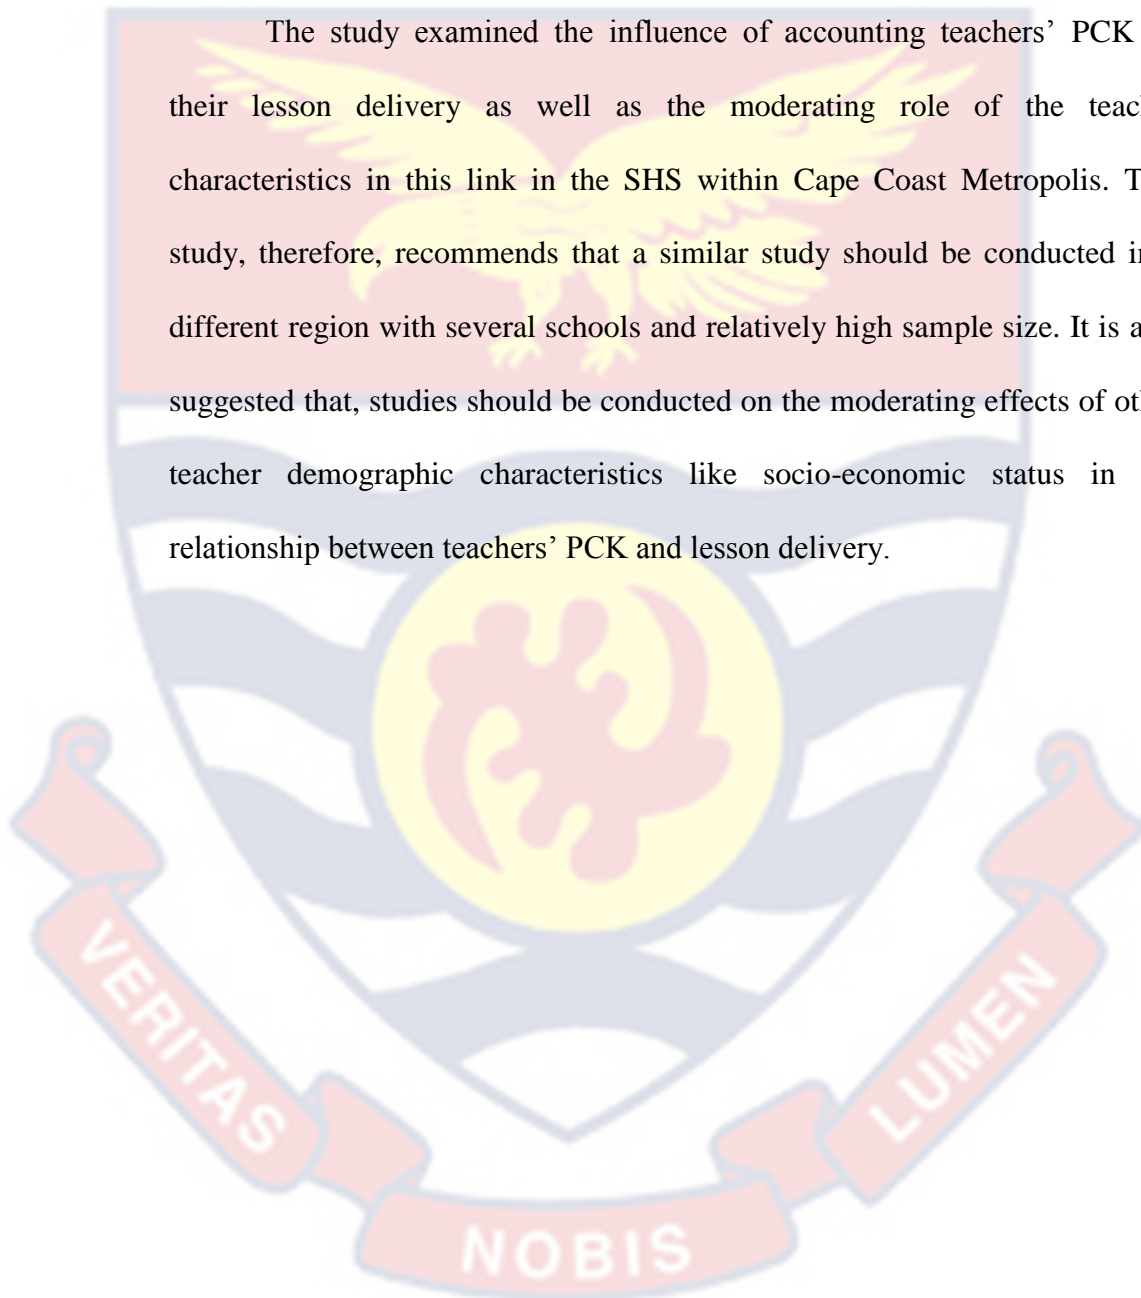 The study examined the influence of accounting teachers’ PCK
their lesson delivery as well as the moderating role of the teac
characteristics in this link in the SHS within Cape Coast Metropolis. T
study, therefore, recommends that a similar study should be conducted in
different region with several schools and relatively high sample size. It is a
suggested that, studies should be conducted on the moderating effects of ot
teacher demographic characteristics like socio-economic status in
relationship between teachers’ PCK and lesson delivery.
VERITAS
NOBIS
LUMEN